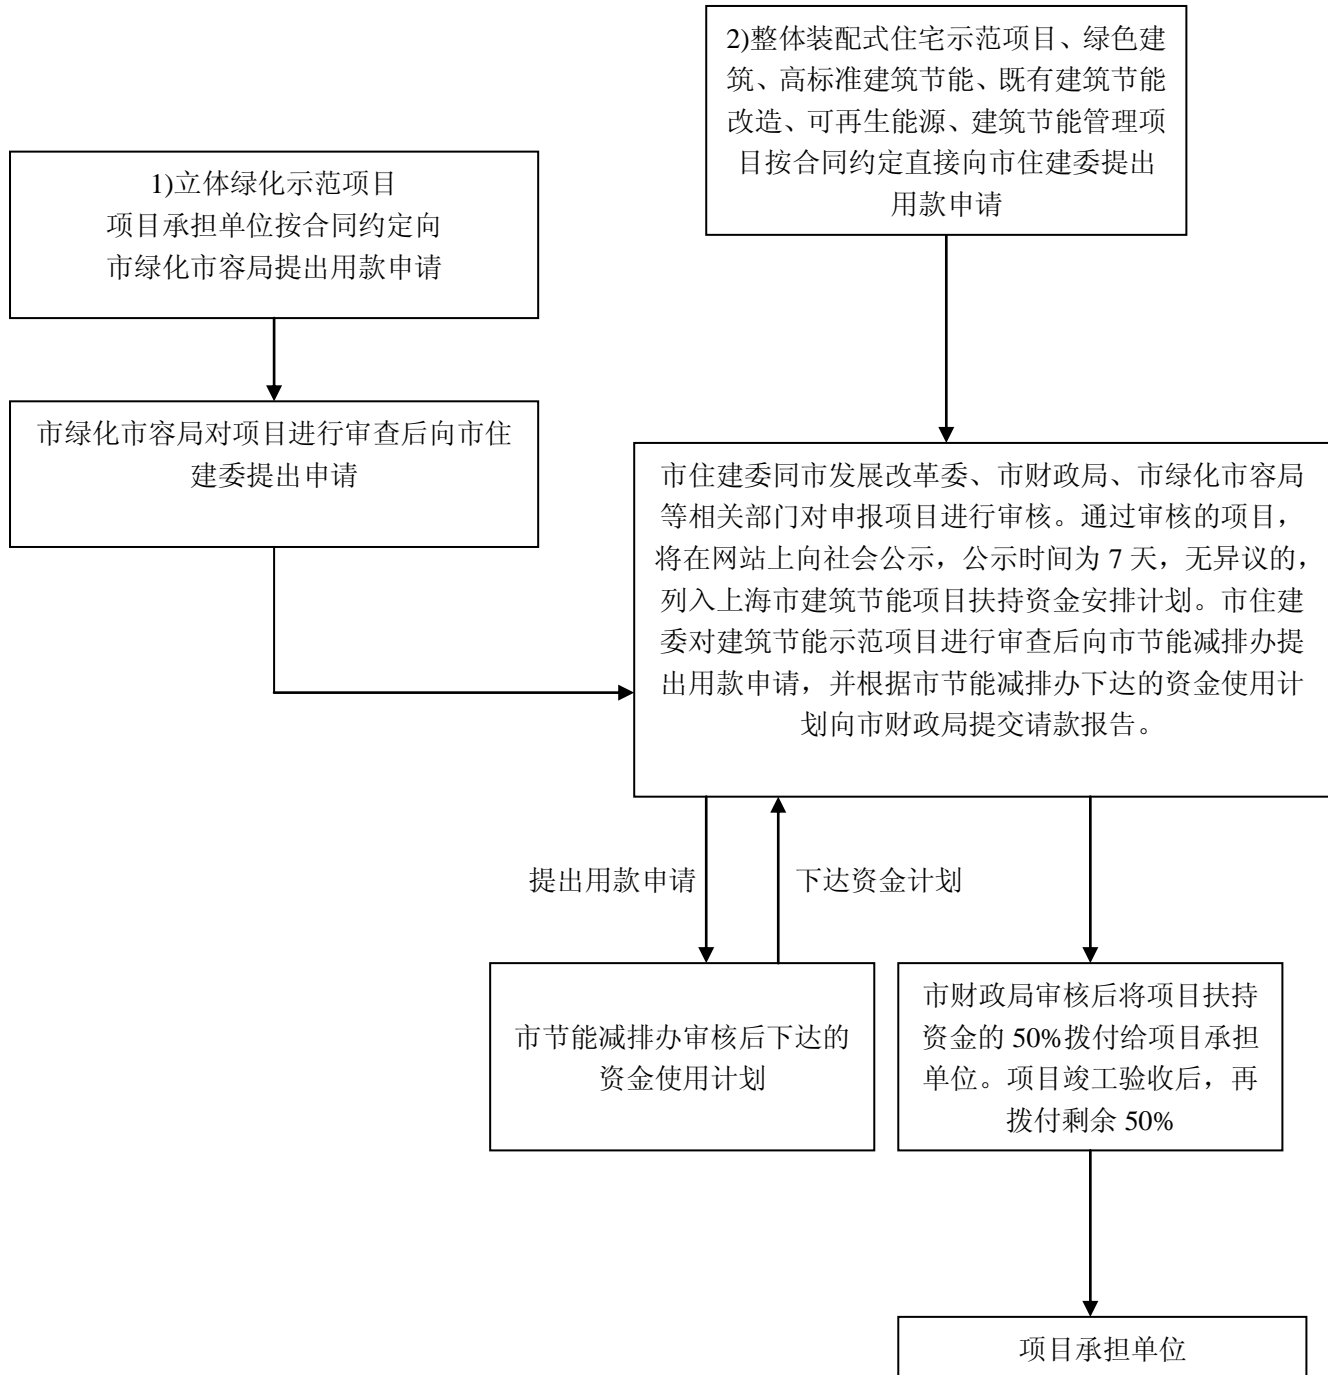 2)整体装配式住宅示范项目、绿色建
筑、高标准建筑节能、既有建筑节能
改造、可再生能源、建筑节能管理项
目按合同约定直接向市住建委提出
用款申请
1)立体绿化示范项目
项目承担单位按合同约定向
市绿化市容局提出用款申请
市绿化市容局对项目进行审查后向市住
建委提出申请
市住建委同市发展改革委、市财政局、市绿化市容局
等相关部门对申报项目进行审核。通过审核的项目，
将在网站上向社会公示，公示时间为 7 天，无异议的，
列入上海市建筑节能项目扶持资金安排计划。市住建
委对建筑节能示范项目进行审查后向市节能减排办提
出用款申请，并根据市节能减排办下达的资金使用计
划向市财政局提交请款报告。
提出用款申请
下达资金计划
市节能减排办审核后下达的
资金使用计划
市财政局审核后将项目扶持
资金的 50%拨付给项目承担
单位。项目竣工验收后，再
拨付剩余 50%
项目承担单位